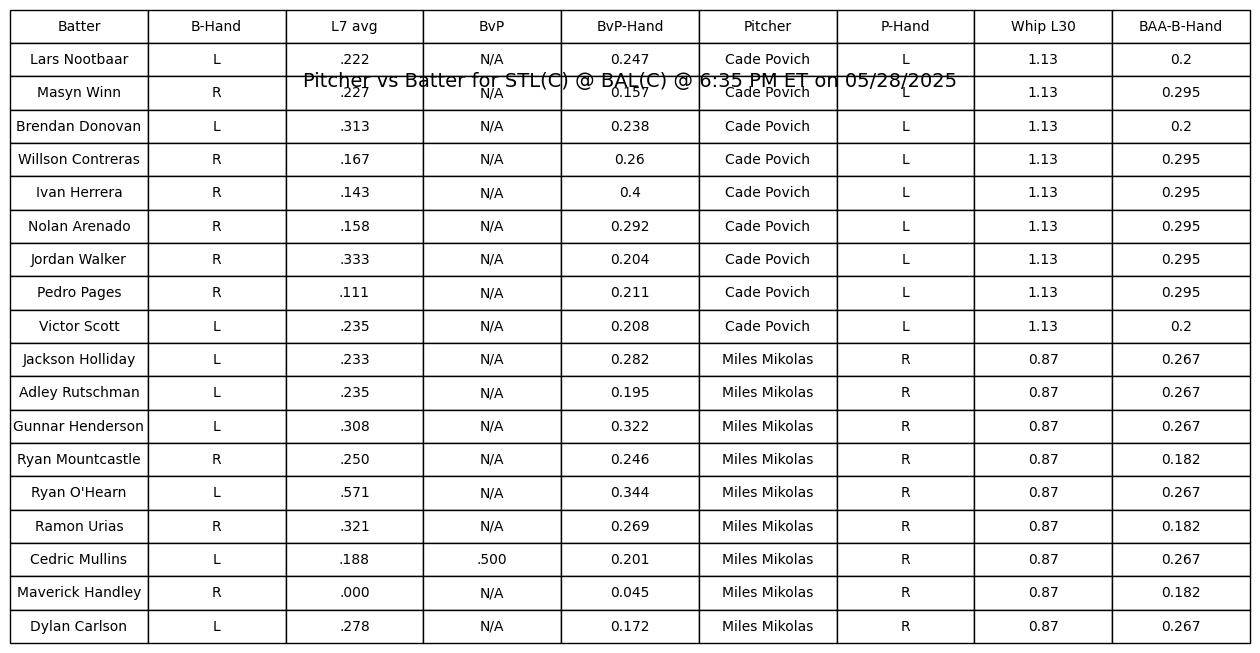 Batter B-Hand L7 avg BvP BvP-Hand Pitcher P-Hand Whip L30 BAA-B-Hand
Lars Nootbaar L .222 N/A 0.247 Cade Povich L 1.13 0.2
Pitcher vs Batter for STL(C) @ BAL(C) @ 6:35 PM ET on 05/28/2025
Masyn Winn R .227 N/A 0.157 Cade Povich L 1.13 0.295
Brendan Donovan L .313 N/A 0.238 Cade Povich L 1.13 0.2
Willson Contreras R .167 N/A 0.26 Cade Povich L 1.13 0.295
Ivan Herrera R .143 N/A 0.4 Cade Povich L 1.13 0.295
Nolan Arenado R .158 N/A 0.292 Cade Povich L 1.13 0.295
Jordan Walker R .333 N/A 0.204 Cade Povich L 1.13 0.295
Pedro Pages R .111 N/A 0.211 Cade Povich L 1.13 0.295
Victor Scott L .235 N/A 0.208 Cade Povich L 1.13 0.2
Jackson Holliday L .233 N/A 0.282 Miles Mikolas R 0.87 0.267
Adley Rutschman L .235 N/A 0.195 Miles Mikolas R 0.87 0.267
Gunnar Henderson L .308 N/A 0.322 Miles Mikolas R 0.87 0.267
Ryan Mountcastle R .250 N/A 0.246 Miles Mikolas R 0.87 0.182
Ryan O'Hearn L .571 N/A 0.344 Miles Mikolas R 0.87 0.267
Ramon Urias R .321 N/A 0.269 Miles Mikolas R 0.87 0.182
Cedric Mullins L .188 .500 0.201 Miles Mikolas R 0.87 0.267
Maverick Handley R .000 N/A 0.045 Miles Mikolas R 0.87 0.182
Dylan Carlson L .278 N/A 0.172 Miles Mikolas R 0.87 0.267